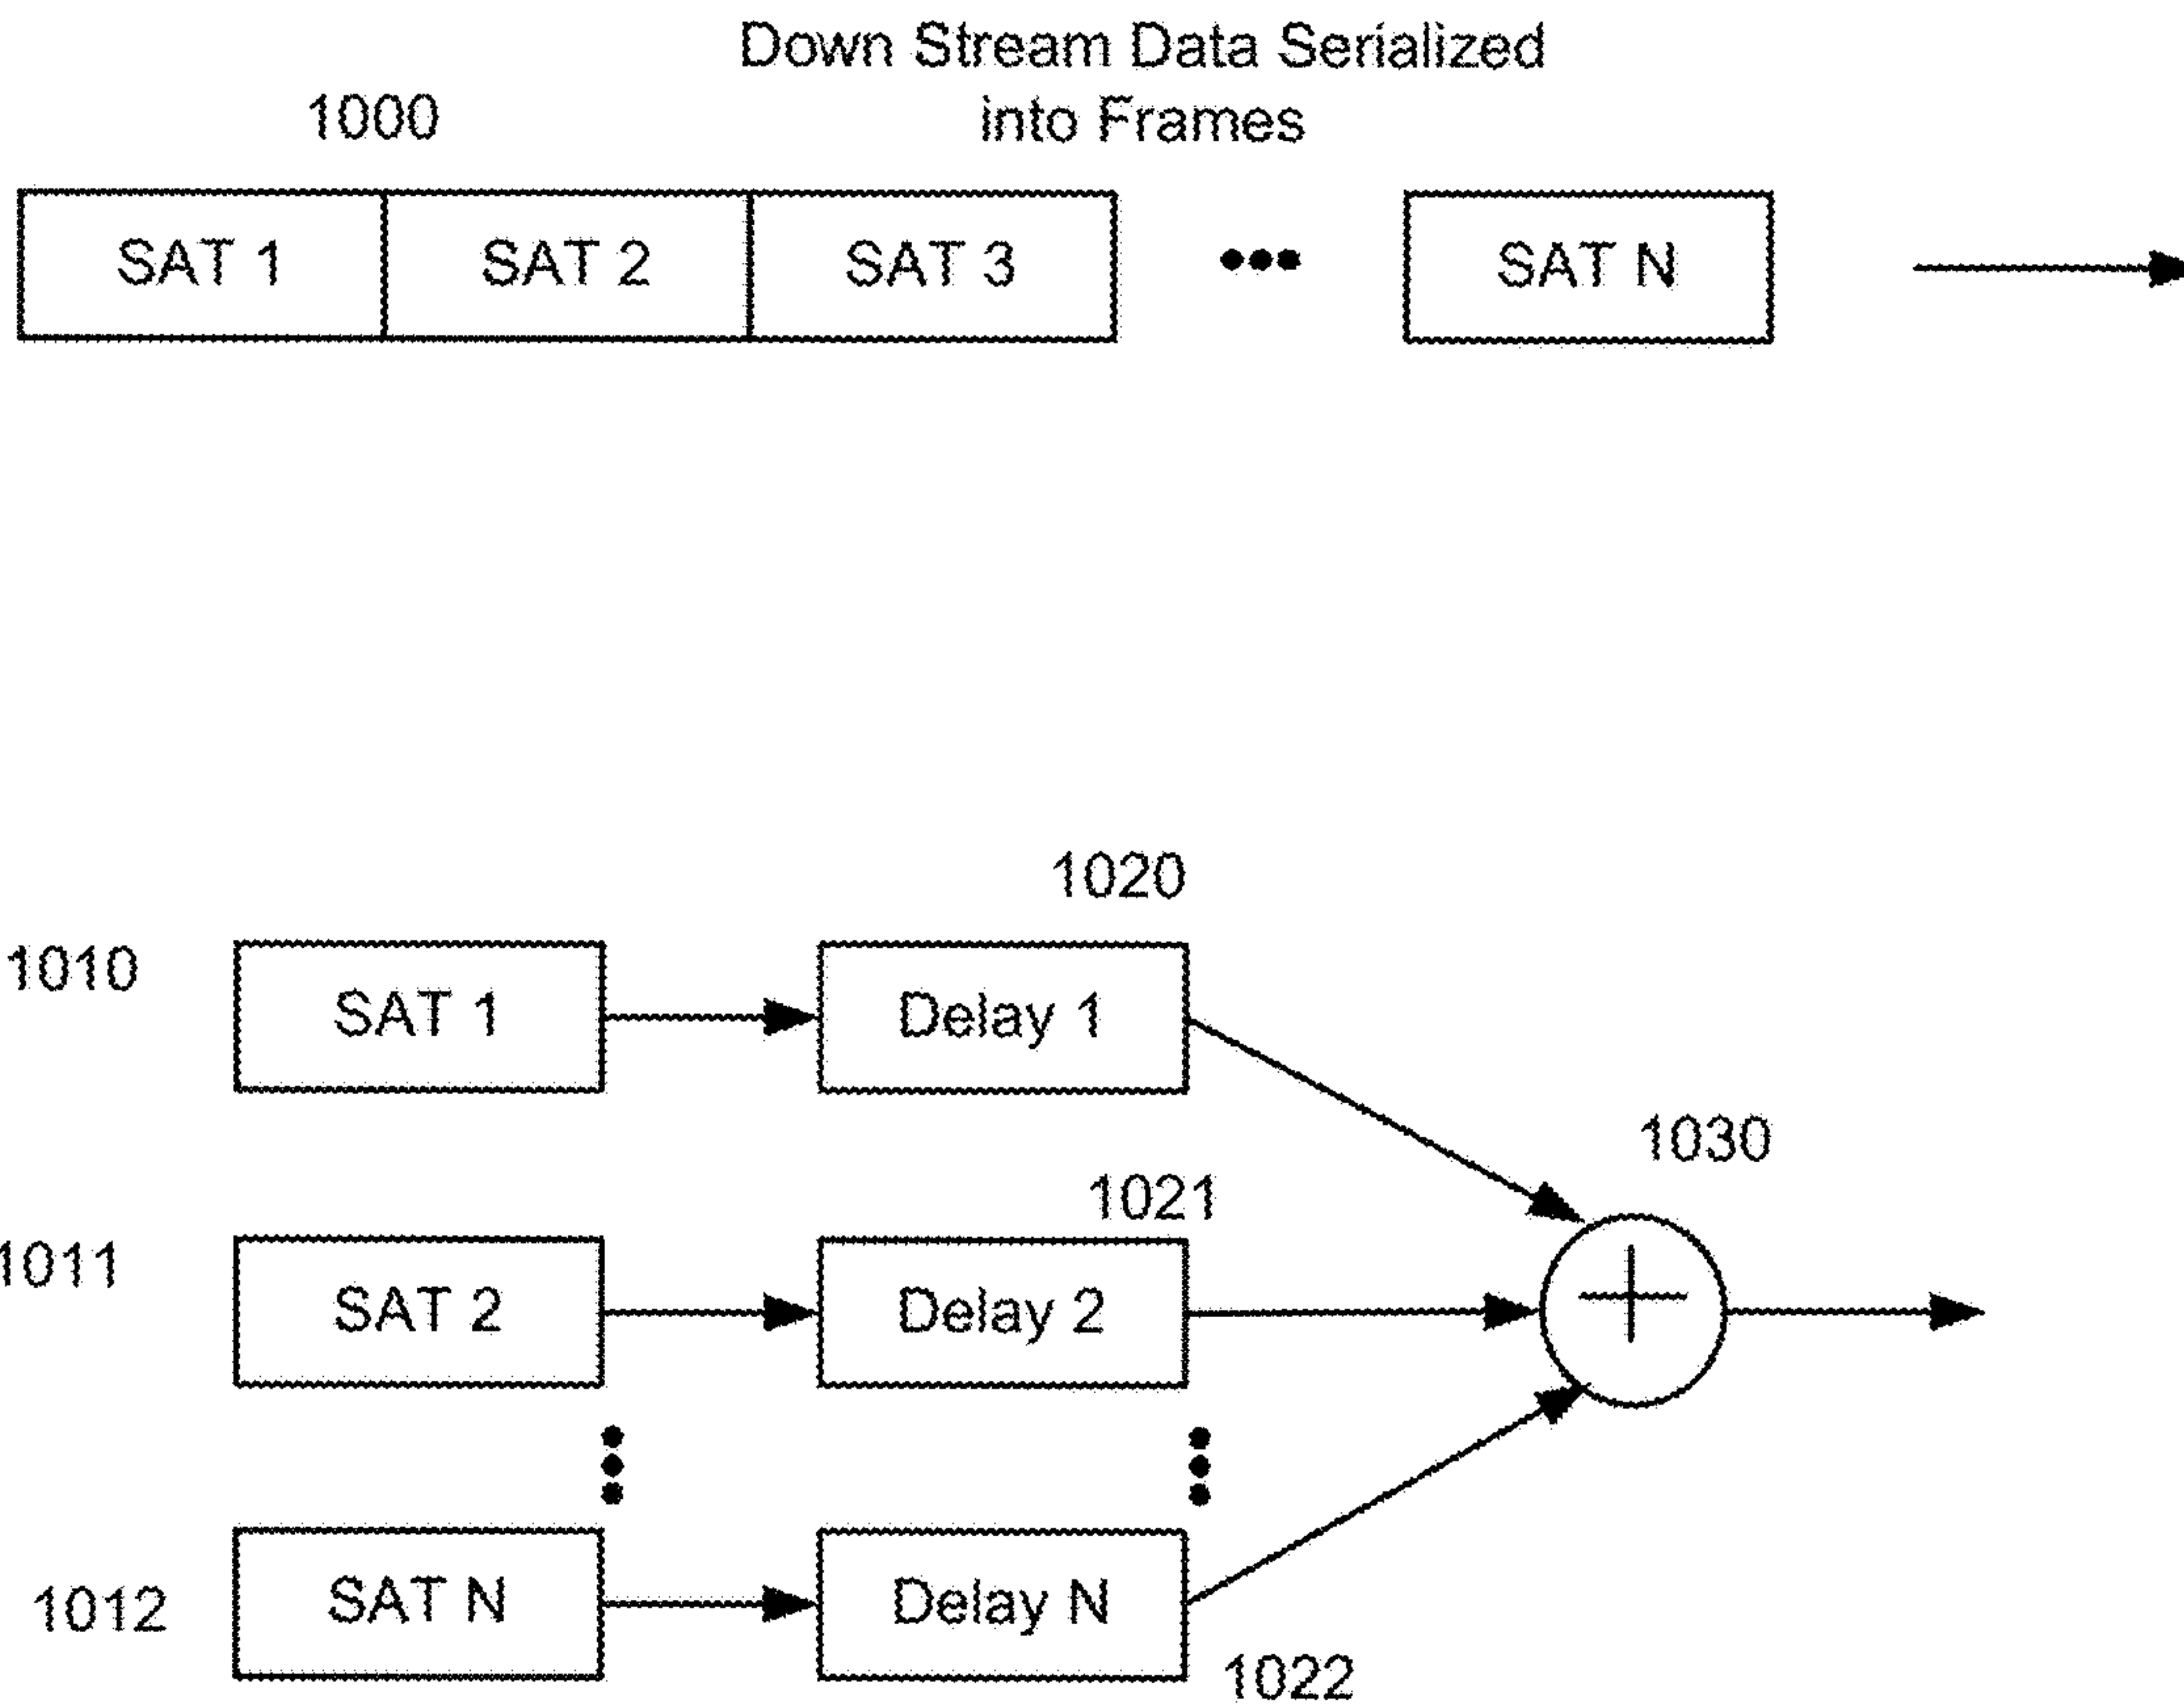 Down Stream Data Serialized
into Frames
1000
SAT 1 SAT 2 SAT 3 ••• SAT N
1020
1010
SAT 1 Delay 1
1030
1021
1011
SAT 2 Delay 2
SAT N Delay N
1012
1022